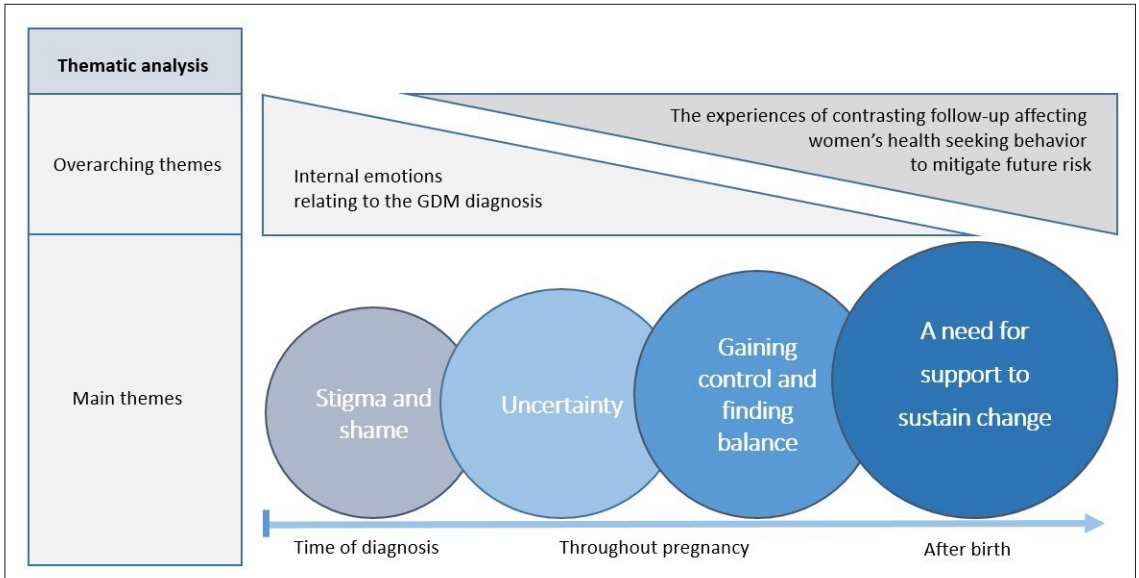 Thematic analysis
Overarching themes
The experiences of contrasting follow-up affecting
women's health seeking behavior
to mitigate future risk
Internal emotions
relating to the GDM diagnosis
Main themes
Stigma and
shame
Uncertainty
Gaining
control and
finding
balance
A need for
support to
sustain change
Time of diagnosis
Throughout pregnancy
After birth